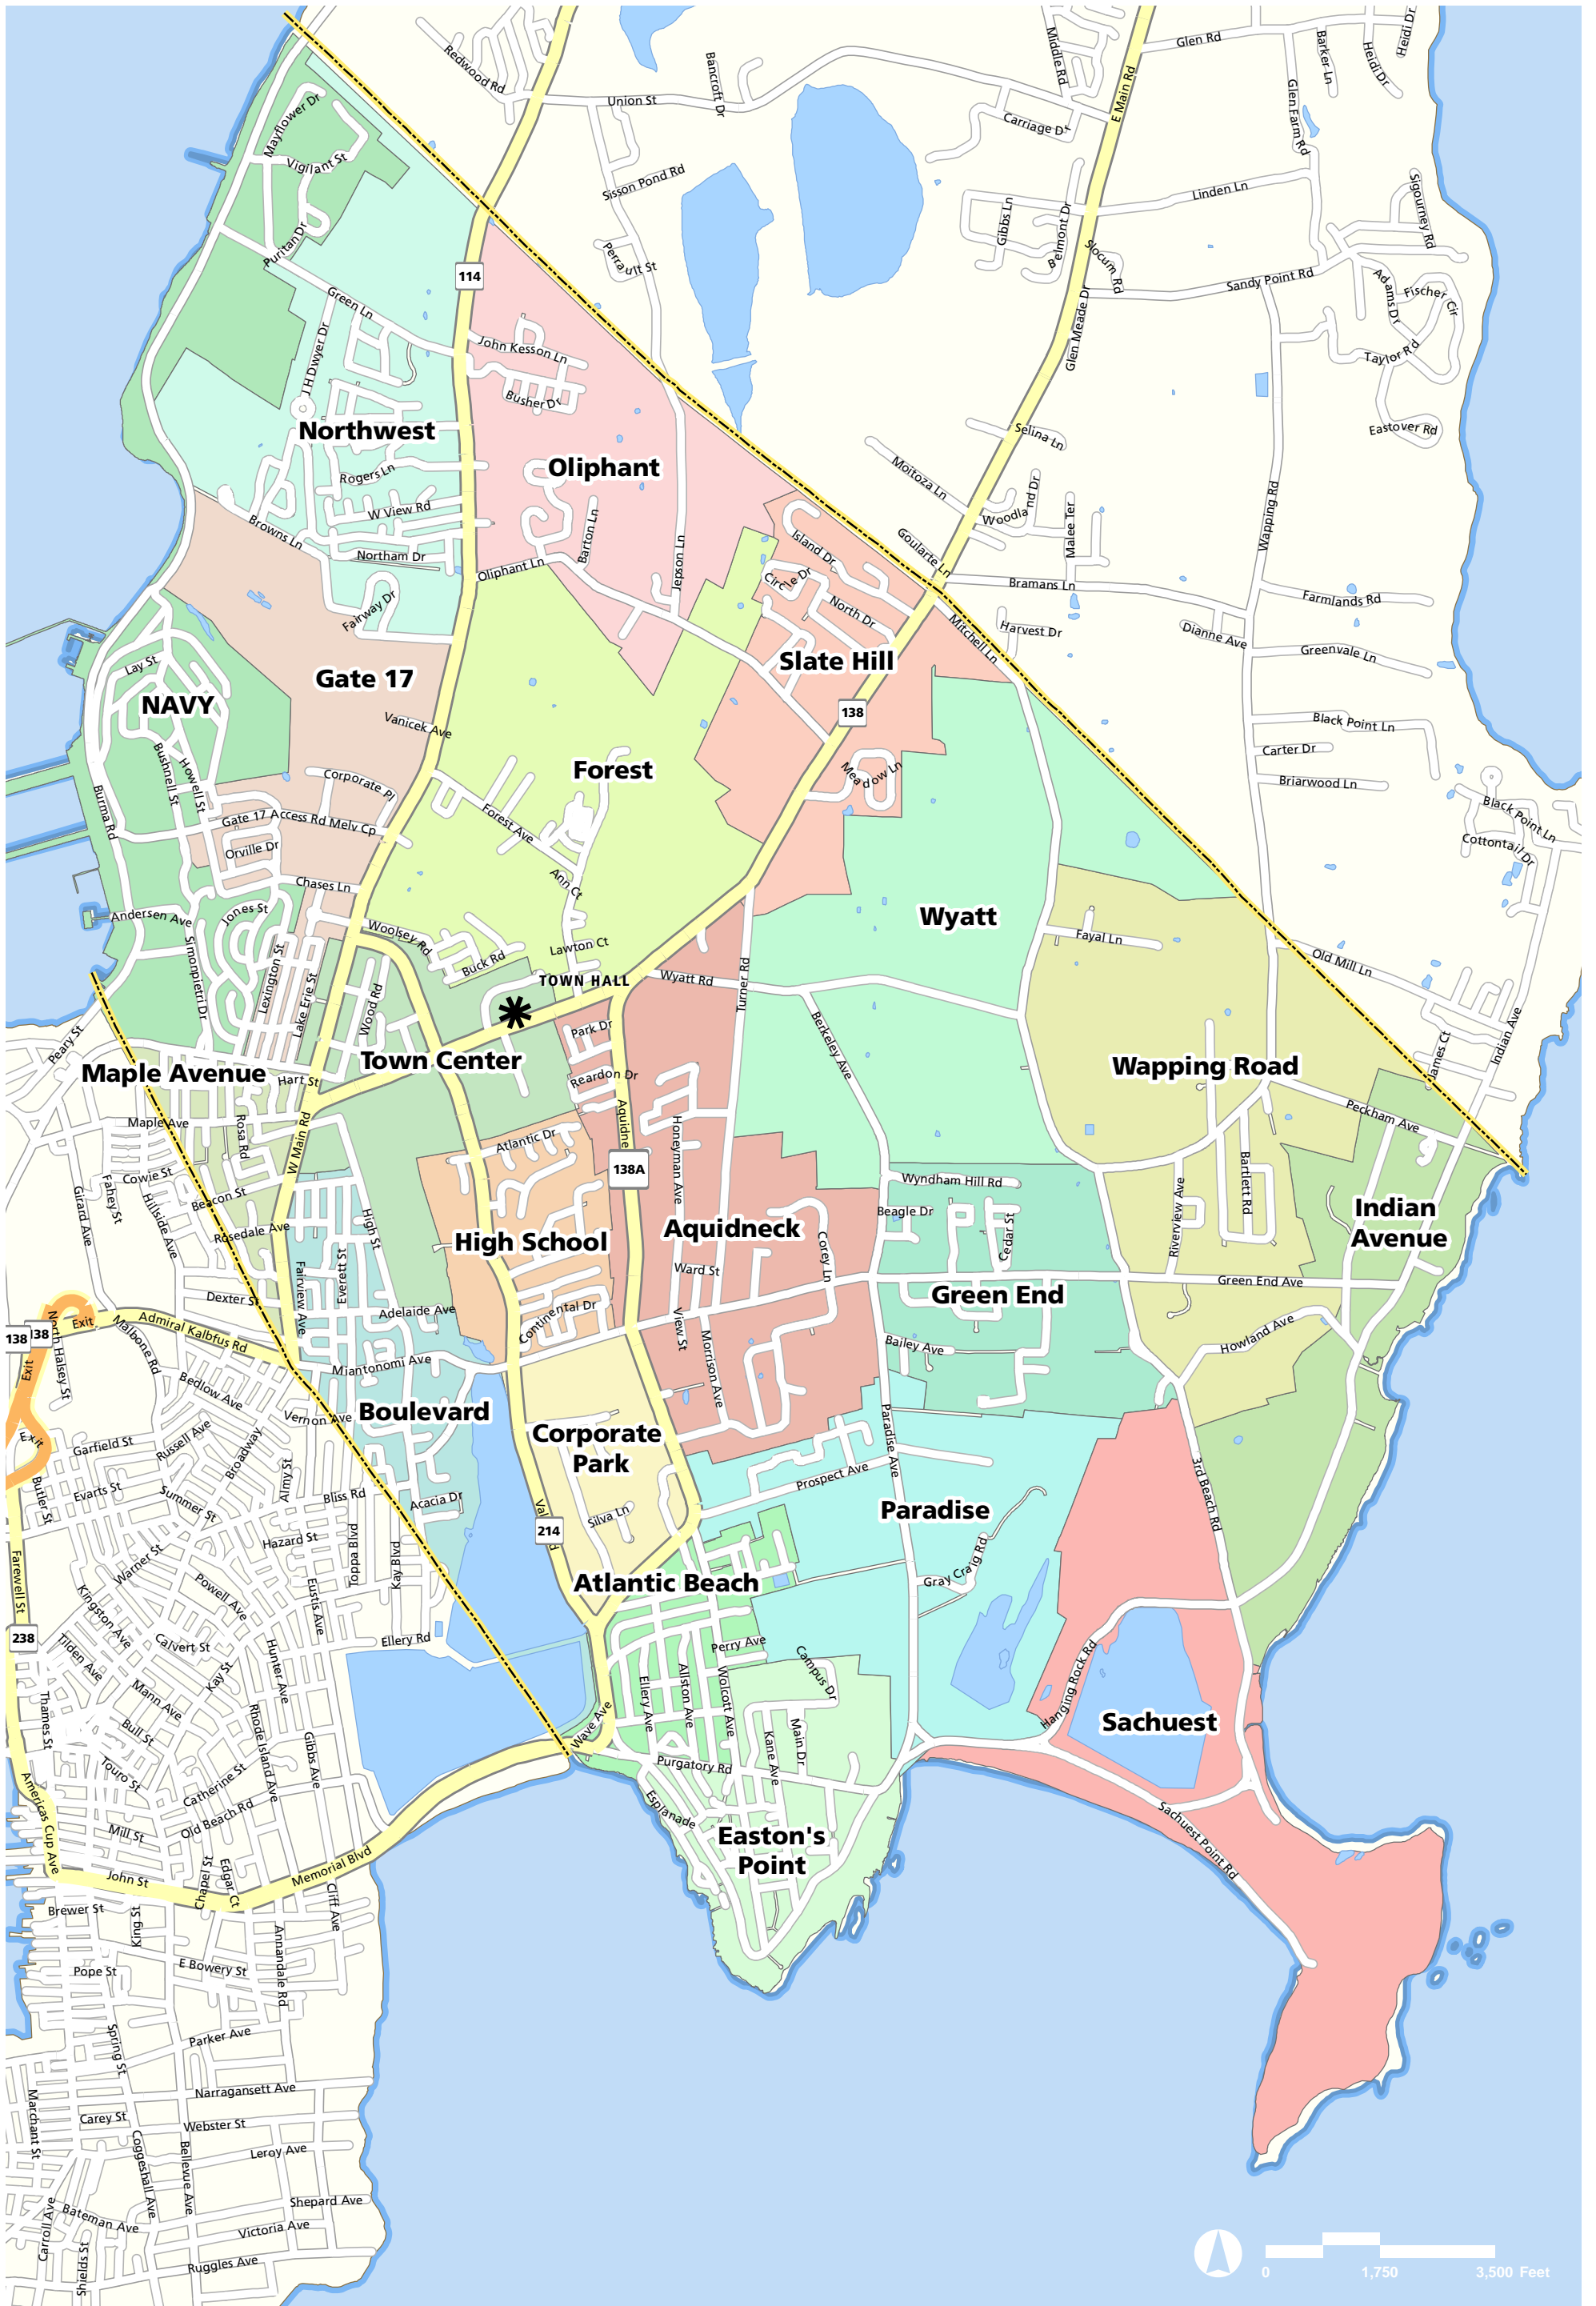 Redwood Rd
Union St
Bancroft Dr
Middle Rd
Carriage Dr
E Main Rd
Glen Rd
Barker Ln
Heidi Dr
Heidi Dr
Glen Farm Rd
Mayflower Dr
Vigilant St
Puritan Dr
Sisson Pond Rd
Perrault St
Gibbs Ln
Belmont Dr
Slocum Rd
Linden Ln
Sigourney Rd
Sandy Point Rd
Adams Dr
Fischer Cir
Taylor Rd
Eastover Rd
Glen Meade Dr
114
Green Ln
J H Dwyer Dr
John Kesson Ln
Busher Dr
Northwest
Oliphant
Rogers Ln
W View Rd
Browns Ln
Northam Dr
Fairway Dr
Oliphant Ln
Barton Ln
Jepson Ln
Selina Ln
Moitoza Ln
Woodland Dr
Malee Ter
Goularte Ln
Bramans Ln
Wapping Rd
Farmlands Rd
Dianne Ave
Greenvale Ln
Harvest Dr
Mitchell Ln
Island Dr
Circle Dr
North Dr
Slate Hill
138
Meadow Ln
Black Point Ln
Carter Dr
Briarwood Ln
Black Point Ln
Cottontail Dr
Lay St
NAVY
Gate 17
Vanicek Ave
Bushnell St
Howell St
Corporate Pl
Burma Rd
Gate 17 Access Rd Melv Cp
Orville Dr
Chases Ln
Forest
Forest Ave
Ann Ct
Andersen Ave
Jones St
Simonpietri Dr
Lexington St
Lake Erie St
Wood Rd
Woolsey Rd
Buck Rd
Lawton Ct
TOWN HALL
Wyatt Rd
Turner Rd
Wyatt
Fayal Ln
Old Mill Ln
Indian Ave
James Ct
Peary St
Maple Avenue
Town Center
Hart St
Park Dr
Reardon Dr
Berkeley Ave
Wapping Road
Peckham Ave
Maple Ave
Rosa Rd
W Main Rd
Cowie St
Beacon St
Fahey St
Girard Ave
Hillside Ave
Rosedale Ave
High St
Atlantic Dr
Aquidne
138A
Honeyman Ave
Wyndham Hill Rd
Beagle Dr
Cedar St
Bartlett Rd
Riverview Ave
Indian
Avenue
High School
Aquidneck
Corey Ln
Ward St
Green End Ave
Green End
Fairview Ave
Everett St
Dexter St
Adelaide Ave
Continental Dr
View St
Morrison Ave
Bailey Ave
Howland Ave
138
138
Exit
Exit
Exit
North Halsey St
Admiral Kalbfus Rd
Malbone Rd
Miantonomi Ave
Bedlow Ave
Vernon Ave
Boulevard
Corporate
Park
Paradise Ave
Prospect Ave
3rd Beach Rd
Garfield St
Russell Ave
Broadway
Almy St
Butler St
Evarts St
Summer St
Bliss Rd
Acacia Dr
Silva Ln
Paradise
Val
214
Hazard St
Farewell St
Warner St
Powell Ave
Kingston Ave
Eustis Ave
Toppa Blvd
Kay Blvd
Gray Craig Rd
Atlantic Beach
238
Tilden Ave
Calvert St
Hunter Ave
Ellery Rd
Kay St
Mann Ave
Thames St
Bull St
Rhode Island Ave
Gibbs Ave
Perry Ave
Ellery Ave
Allston Ave
Wolcott Ave
Campus Dr
Wave Ave
Kane Ave
Main Dr
Hanging Rock Rd
Sachuest
Touro St
Catherine St
Purgatory Rd
Esplanade
Americas Cup Ave
Mill St
Old Beach Rd
Easton's
Point
Sachuest Point Rd
John St
Chapel St
Edgar Ct
Memorial Blvd
Brewer St
King St
Cliff Ave
Annandale Rd
Pope St
E Bowery St
Spring St
Parker Ave
Marchant St
Narragansett Ave
Carey St
Webster St
Coggeshall Ave
Bellevue Ave
Leroy Ave
Shepard Ave
Bateman Ave
Carroll Ave
Victoria Ave
Shields St
Ruggles Ave
0
1,750
3,500 Feet